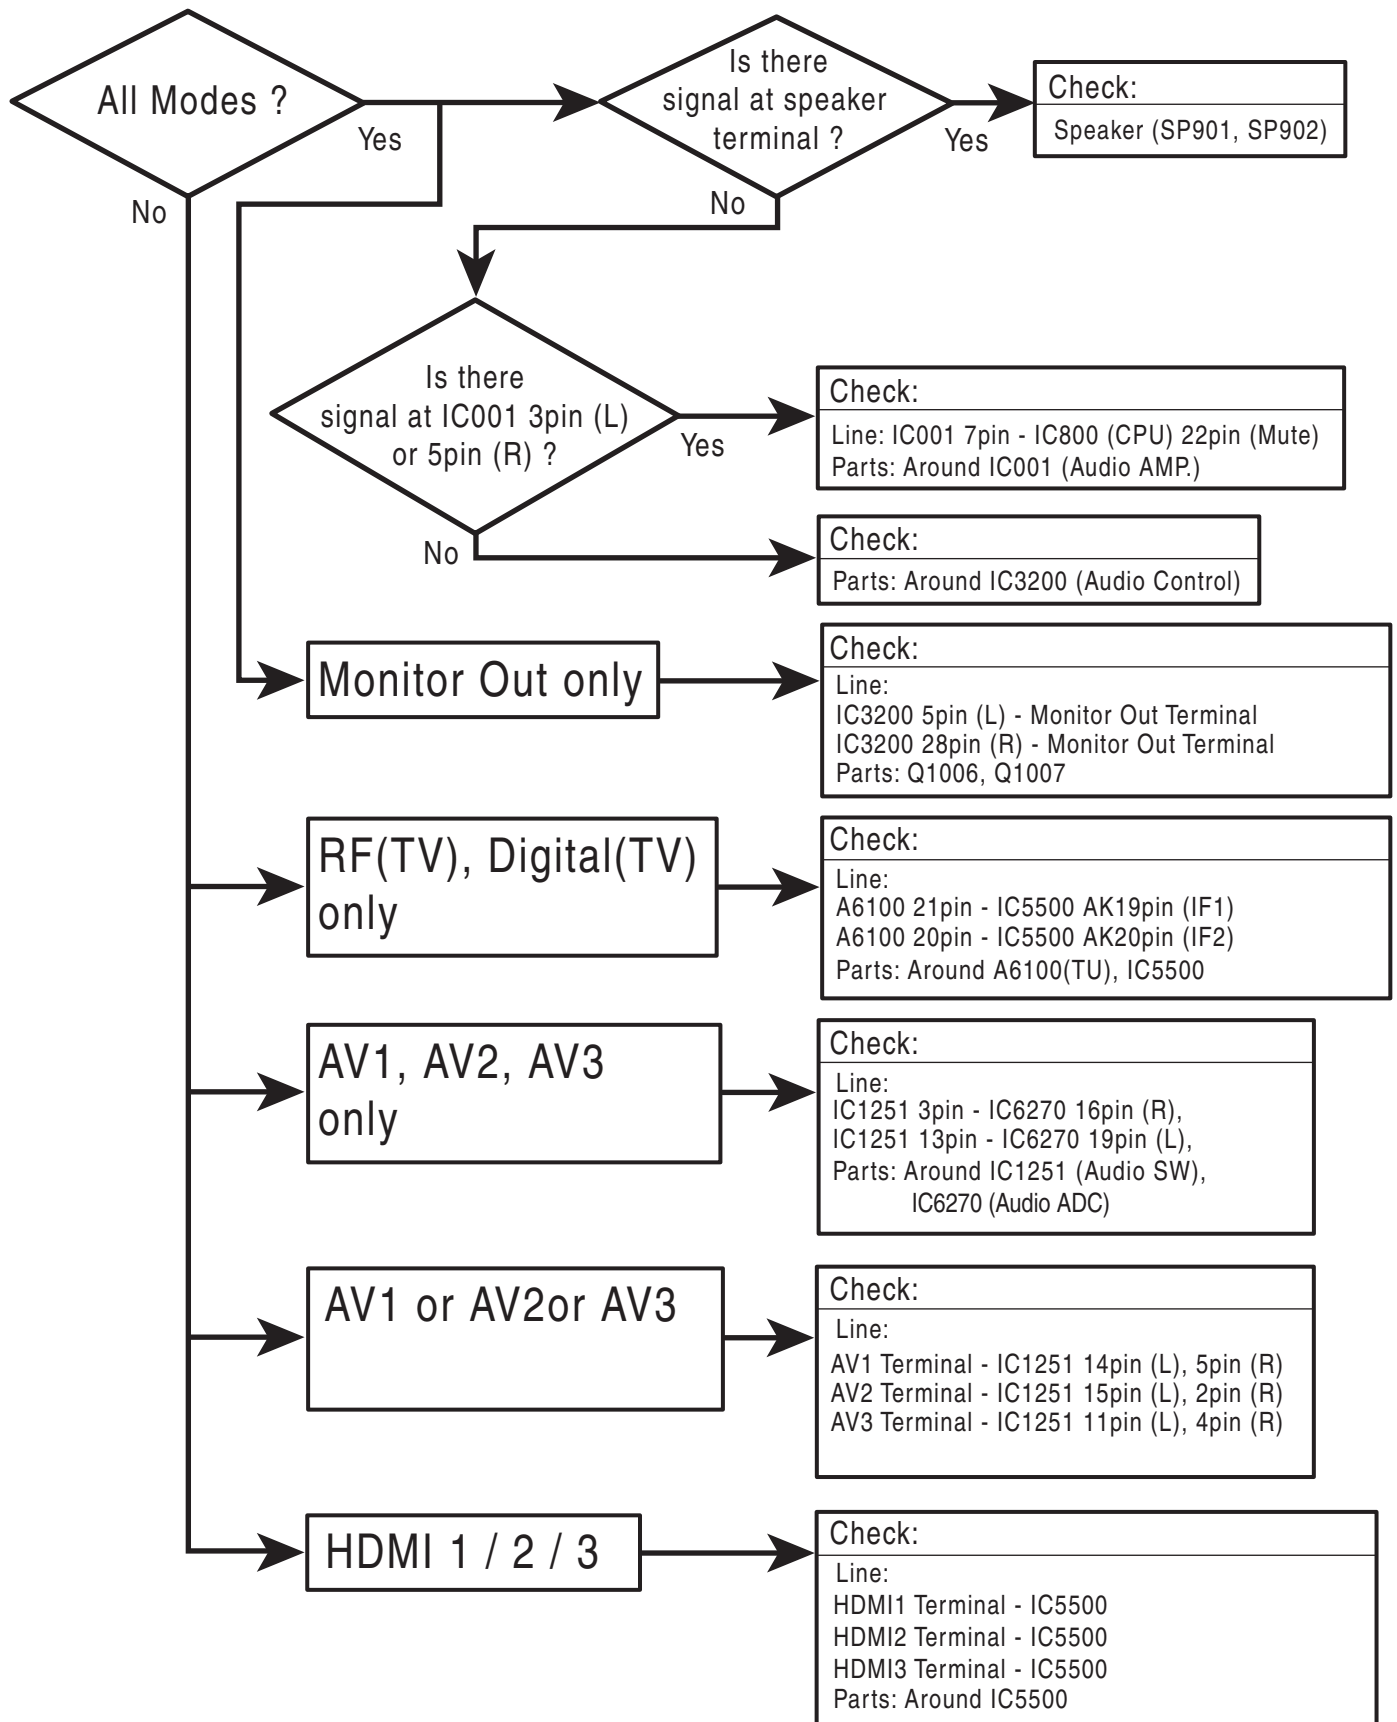 All Modes ?
Yes
No
Is there
signal at speaker
terminal ?
Yes
No
Check:
Speaker (SP901, SP902)
Is there
signal at IC001 3pin (L)
or 5pin (R) ?
Yes
No
Check:
Line: IC001 7pin - IC800 (CPU) 22pin (Mute)
Parts: Around IC001 (Audio AMP.)
Check:
Parts: Around IC3200 (Audio Control)
Monitor Out only
Check:
Line:
IC3200 5pin (L) - Monitor Out Terminal
IC3200 28pin (R) - Monitor Out Terminal
Parts: Q1006, Q1007
RF(TV), Digital(TV)
only
Check:
Line:
A6100 21pin - IC5500 AK19pin (IF1)
A6100 20pin - IC5500 AK20pin (IF2)
Parts: Around A6100(TU), IC5500
AV1, AV2, AV3
only
Check:
Line:
IC1251 3pin - IC6270 16pin (R),
IC1251 13pin - IC6270 19pin (L),
Parts: Around IC1251 (Audio SW),
IC6270 (Audio ADC)
AV1 or AV2or AV3
Check:
Line:
AV1 Terminal - IC1251 14pin (L), 5pin (R)
AV2 Terminal - IC1251 15pin (L), 2pin (R)
AV3 Terminal - IC1251 11pin (L), 4pin (R)
HDMI 1 / 2 / 3
Check:
Line:
HDMI1 Terminal - IC5500
HDMI2 Terminal - IC5500
HDMI3 Terminal - IC5500
Parts: Around IC5500